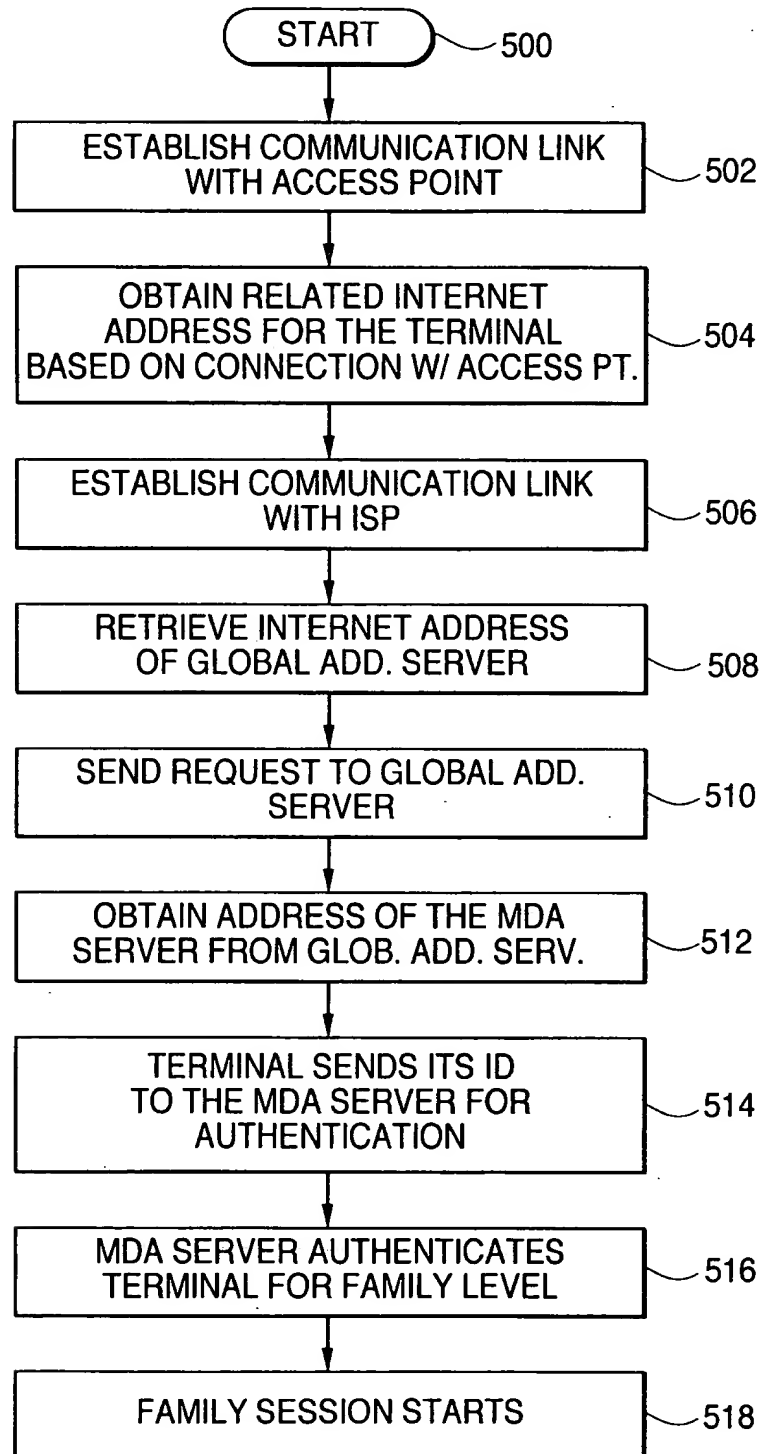 START
500
ESTABLISH COMMUNICATION LINK
WITH ACCESS POINT
502
OBTAIN RELATED INTERNET
ADDRESS FOR THE TERMINAL
BASED ON CONNECTION W/ ACCESS PT.
504
ESTABLISH COMMUNICATION LINK
WITH ISP
506
RETRIEVE INTERNET ADDRESS
OF GLOBAL ADD. SERVER
508
SEND REQUEST TO GLOBAL ADD.
SERVER
510
OBTAIN ADDRESS OF THE MDA
SERVER FROM GLOB. ADD. SERV.
512
TERMINAL SENDS ITS ID
TO THE MDA SERVER FOR
AUTHENTICATION
514
MDA SERVER AUTHENTICATES
TERMINAL FOR FAMILY LEVEL
516
FAMILY SESSION STARTS
518